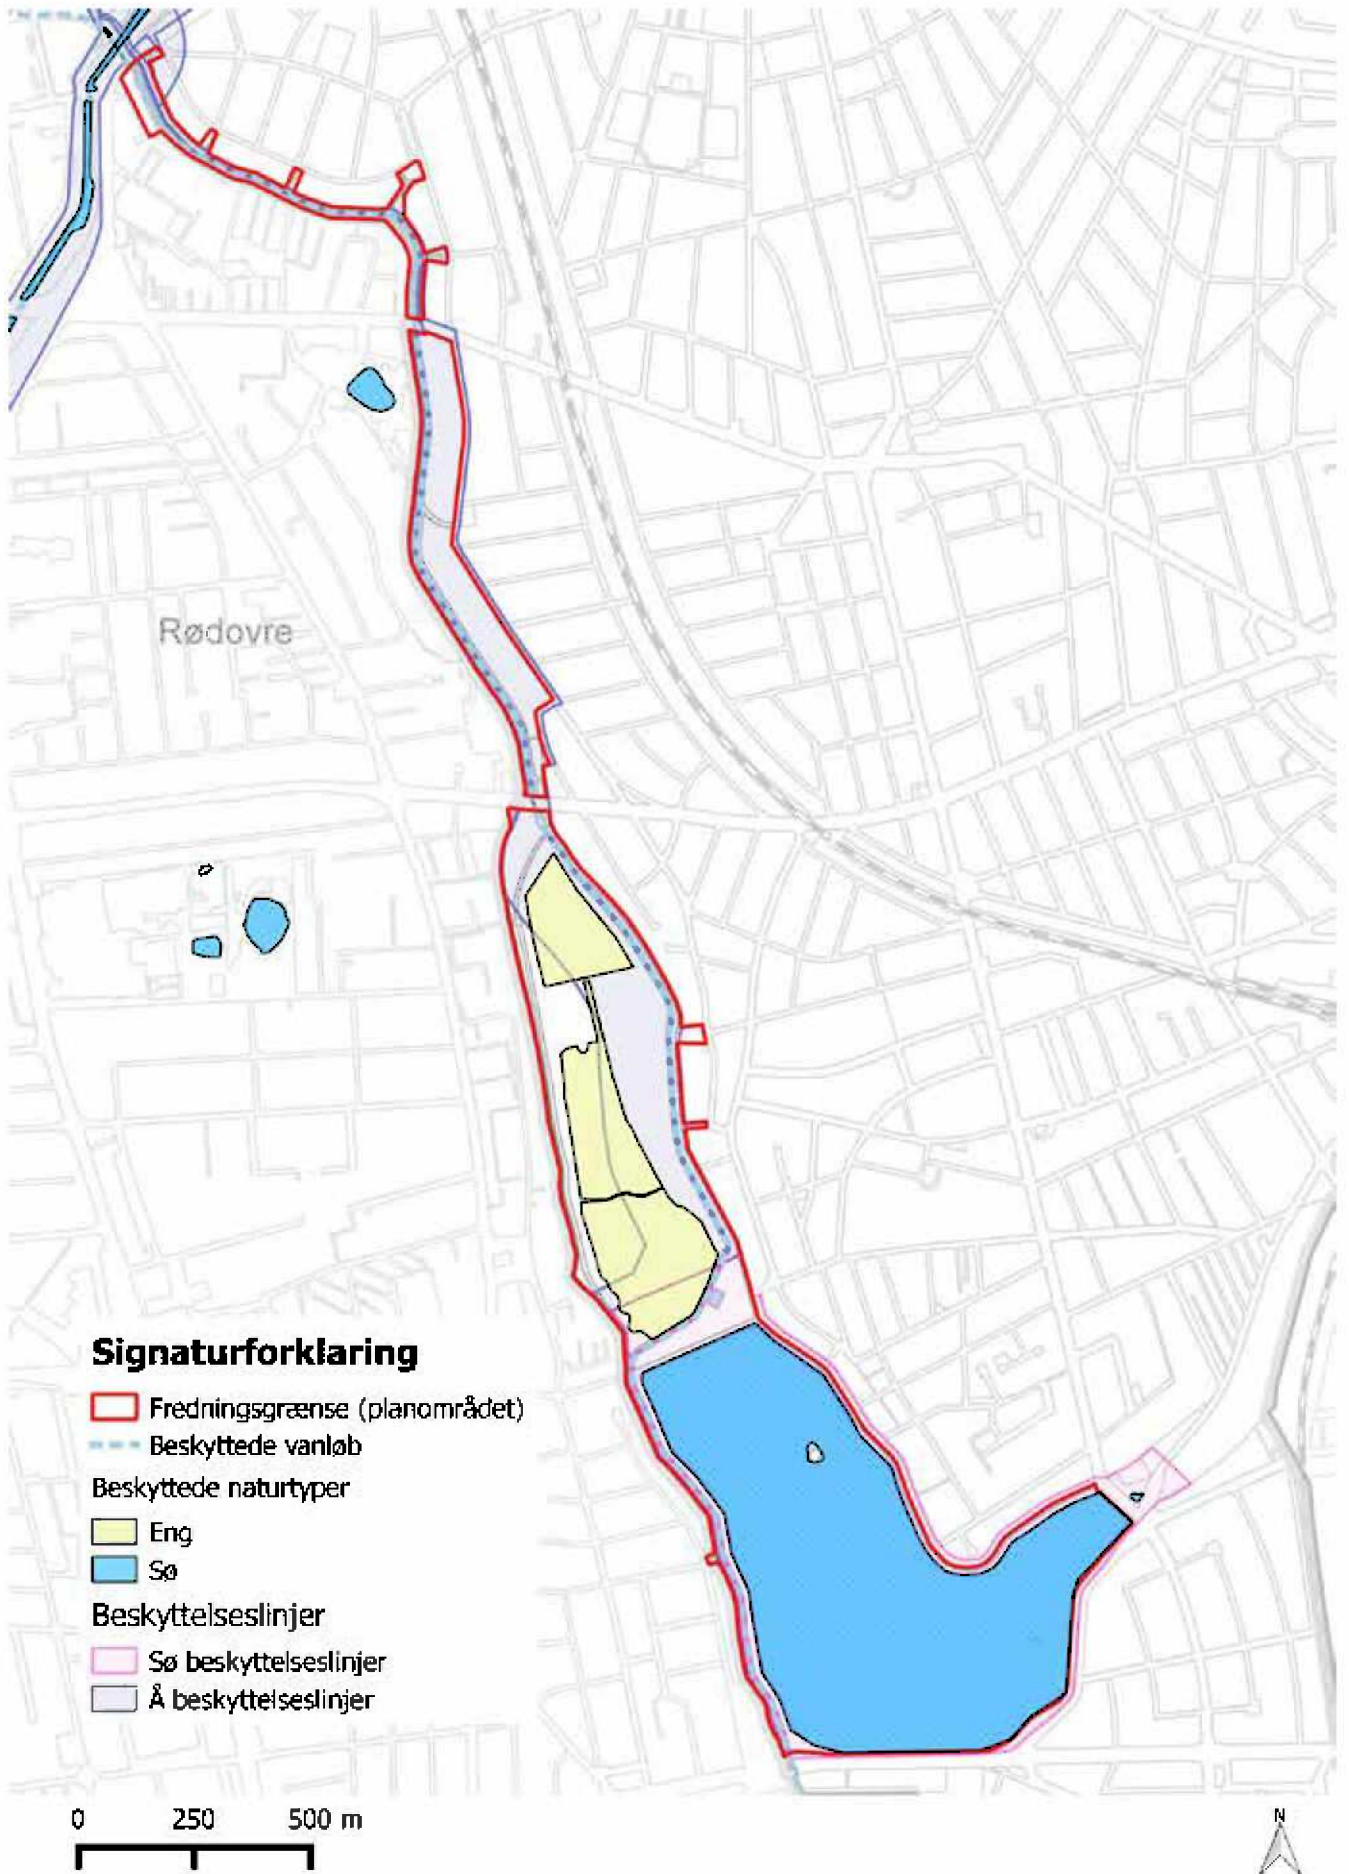 Rødovre
Signaturforklaring
Fredningsgrænse (planområdet)
Beskyttede vanløb
Beskyttede naturtyper
Eng
Sø
Beskyttelseslinjer
Sø beskyttelseslinjer
Å beskyttelseslinjer
0 250 500 m
N